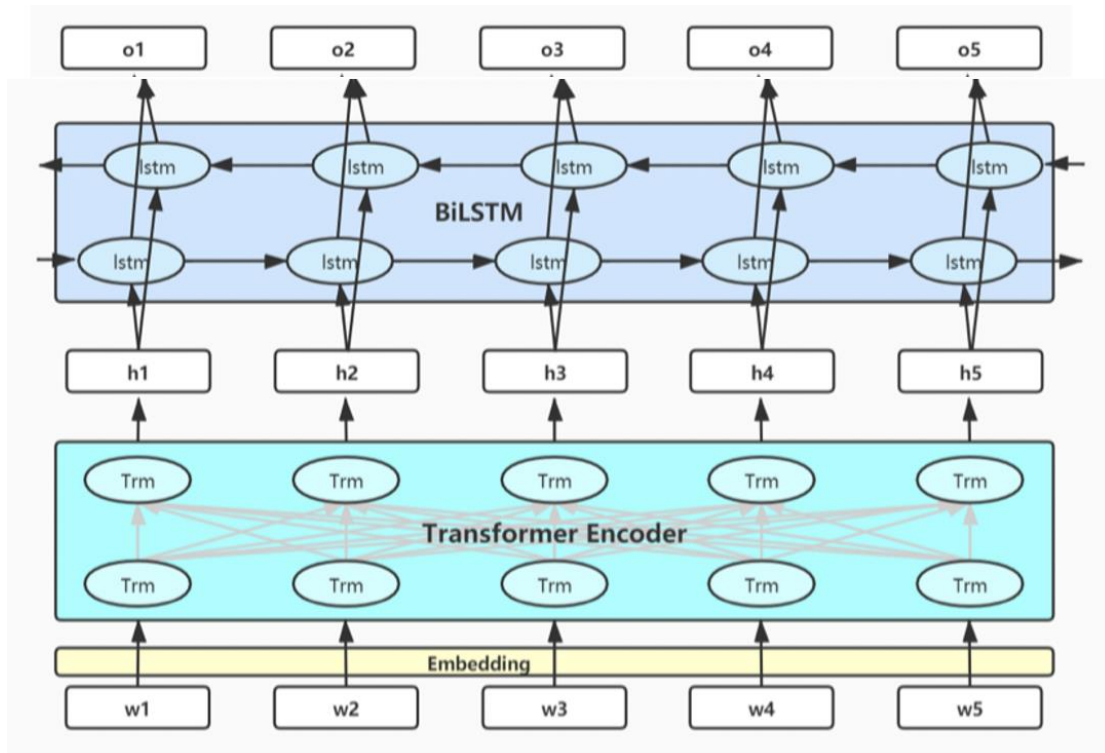 o1 o2 o3 o4 o5
lstm lstm lstm lstm lstm
BiLSTM
lstm lstm lstm lstm lstm
h1 h2 h3 h4 h5
Trm Trm Trm Trm Trm
Transformer Encoder
Trm Trm Trm Trm Trm
Embedding
w1 w2 w3 w4 w5